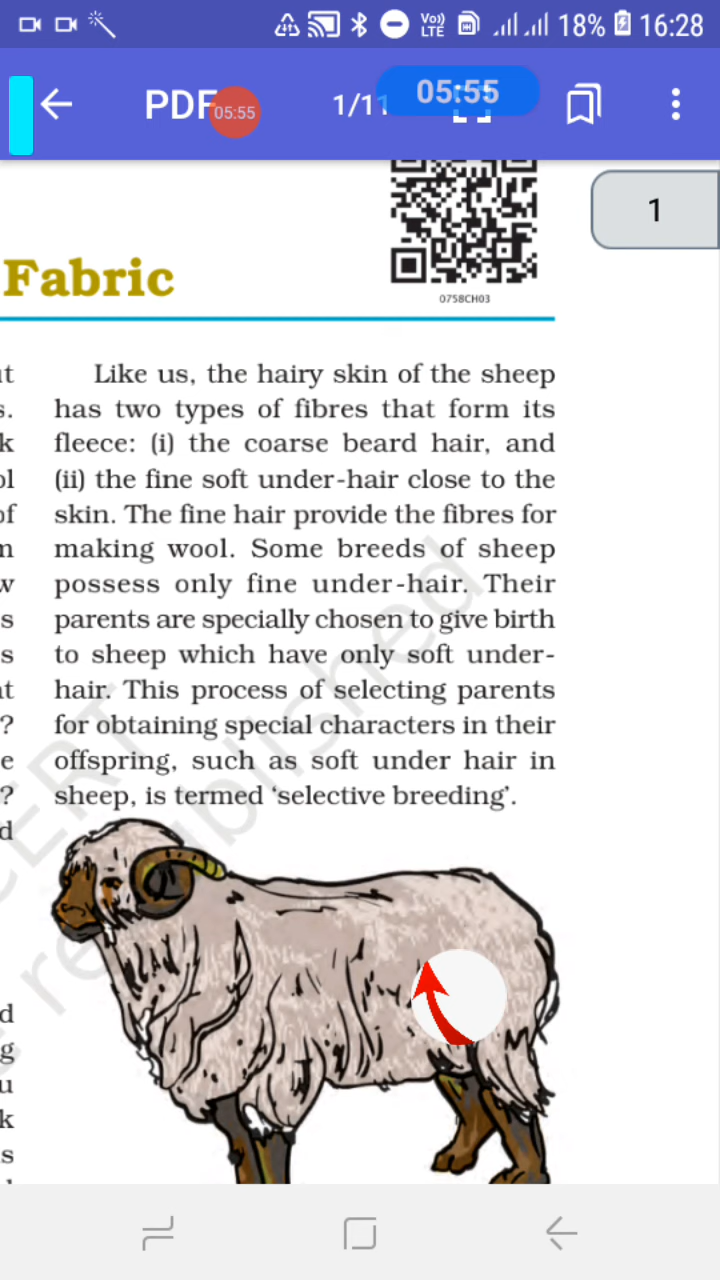 Vo))
LTE
18%
16:28
PDF
05:55
1/11
05:55
1
Fabric
0758CH03
Like us, the hairy skin of the sheep
has two types of fibres that form its
fleece: (i) the coarse beard hair, and
(ii) the fine soft under-hair close to the
skin. The fine hair provide the fibres for
making wool. Some breeds of sheep
possess only fine under-hair. Their
parents are specially chosen to give birth
to sheep which have only soft under-
hair. This process of selecting parents
for obtaining special characters in their
offspring, such as soft under hair in
sheep, is termed ‘selective breeding’.